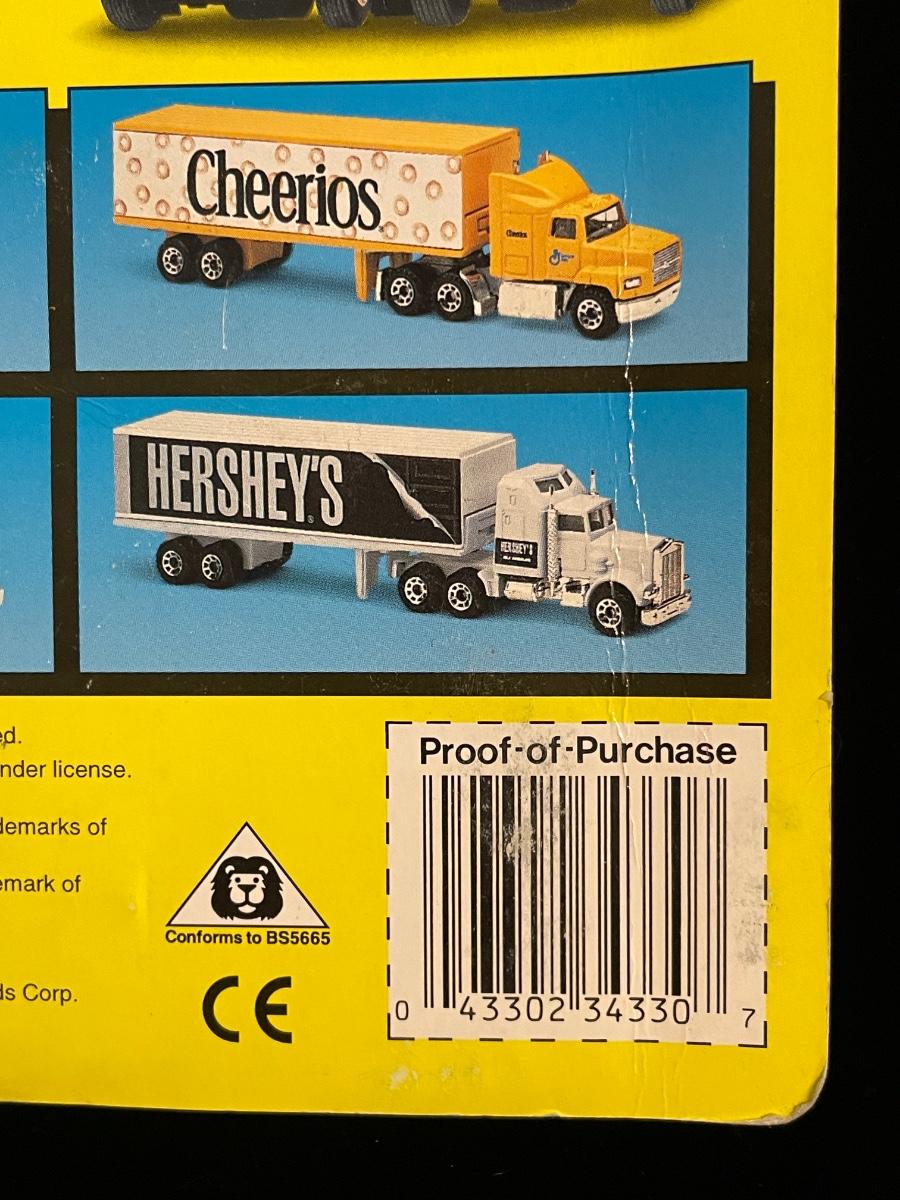 Cheerios
Cheerios
HERSHEY'S
HERSHEY'S
ed.
nder license.
demarks of
emark of
ds Corp.
Conforms to BS5665
CE
Proof-of-Purchase
0 43302 34330 7